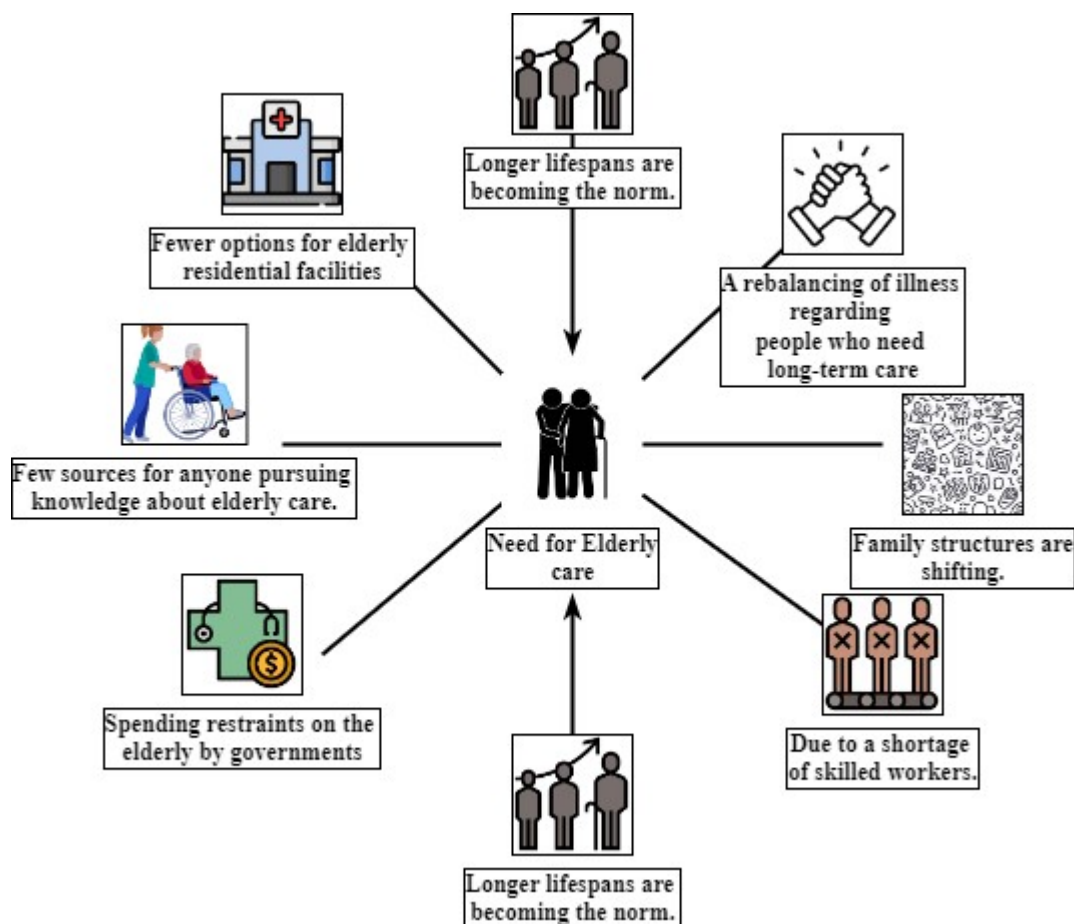 Longer lifespans are
becoming the norm.
Fewer options for elderly
residential facilities
A rebalancing of illness
regarding
people who need
long-term care
Few sources for anyone pursuing
knowledge about elderly care.
Need for Elderly
care
Family structures are
shifting.
Spending restraints on the
elderly by governments
Due to a shortage
of skilled workers.
Longer lifespans are
becoming the norm.